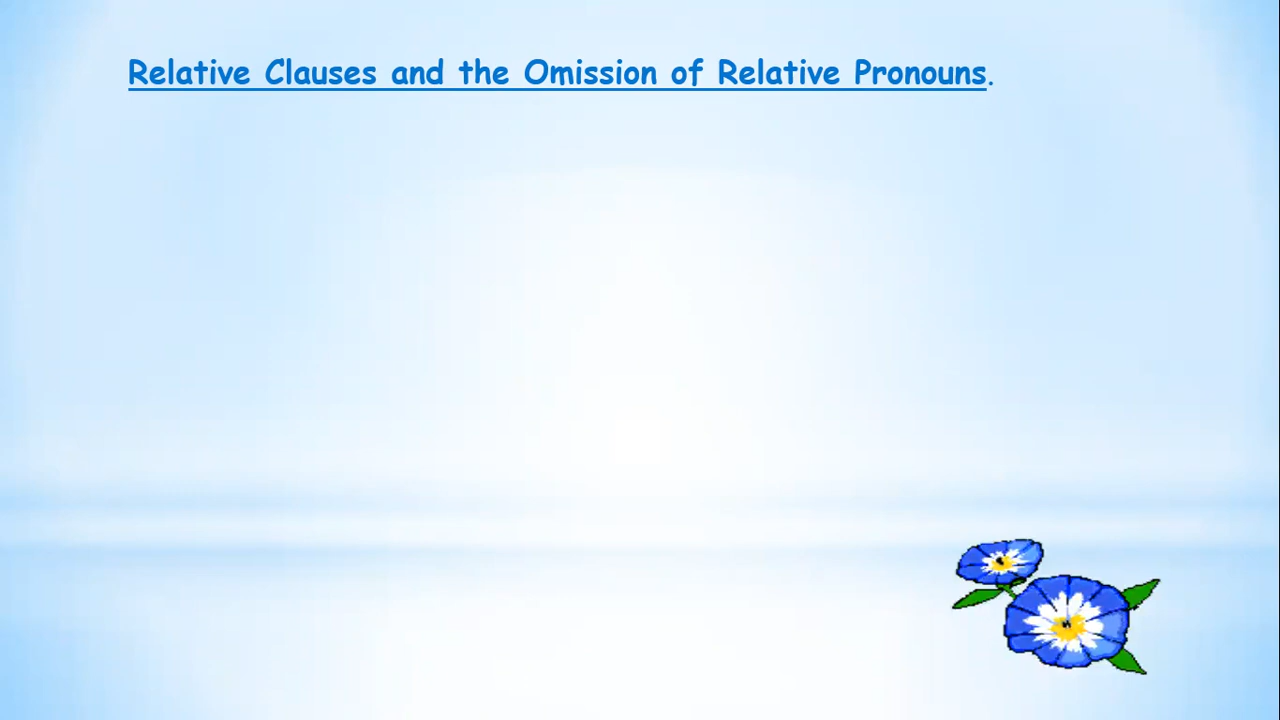 Relative Clauses and the Omission of Relative Pronouns.